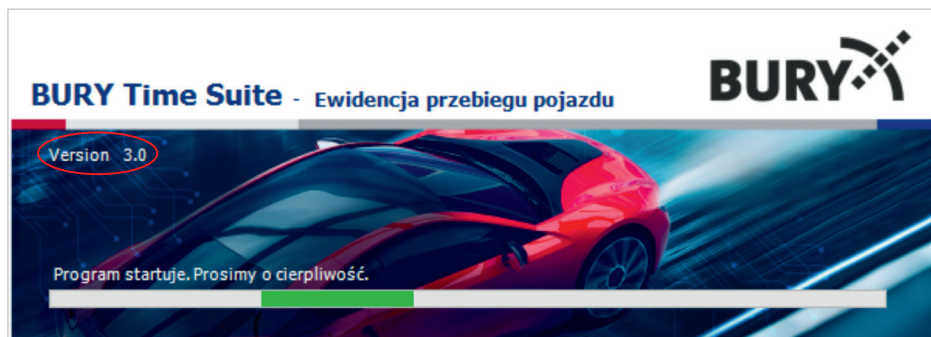 BURY
BURY Time Suite - Ewidencja przebiegu pojazdu
Version 3.0
Program startuje. Prosimy o cierpliwość.